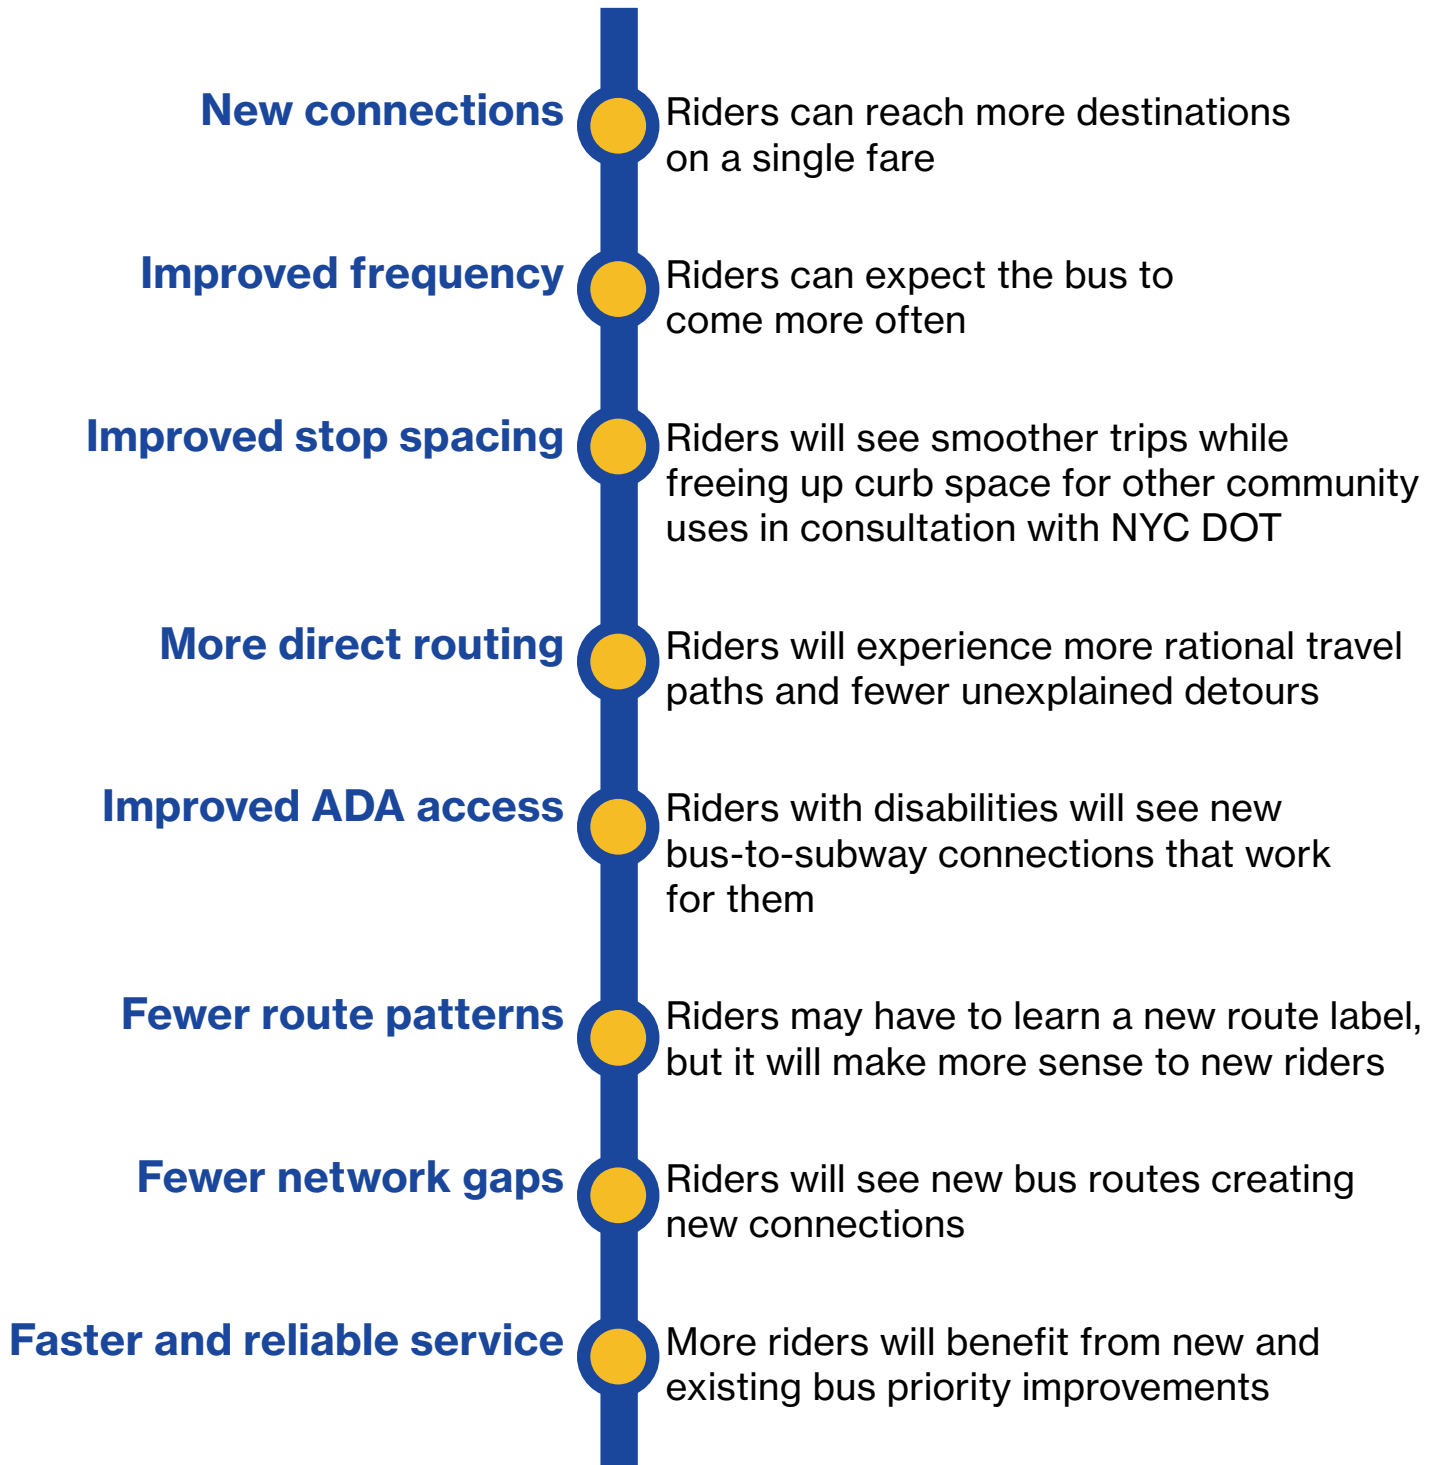 New connections
Riders can reach more destinations
on a single fare
Improved frequency
Riders can expect the bus to
come more often
Improved stop spacing
Riders will see smoother trips while
freeing up curb space for other community
uses in consultation with NYC DOT
More direct routing
Riders will experience more rational travel
paths and fewer unexplained detours
Improved ADA access
Riders with disabilities will see new
bus-to-subway connections that work
for them
Fewer route patterns
Riders may have to learn a new route label,
but it will make more sense to new riders
Fewer network gaps
Riders will see new bus routes creating
new connections
Faster and reliable service
More riders will benefit from new and
existing bus priority improvements